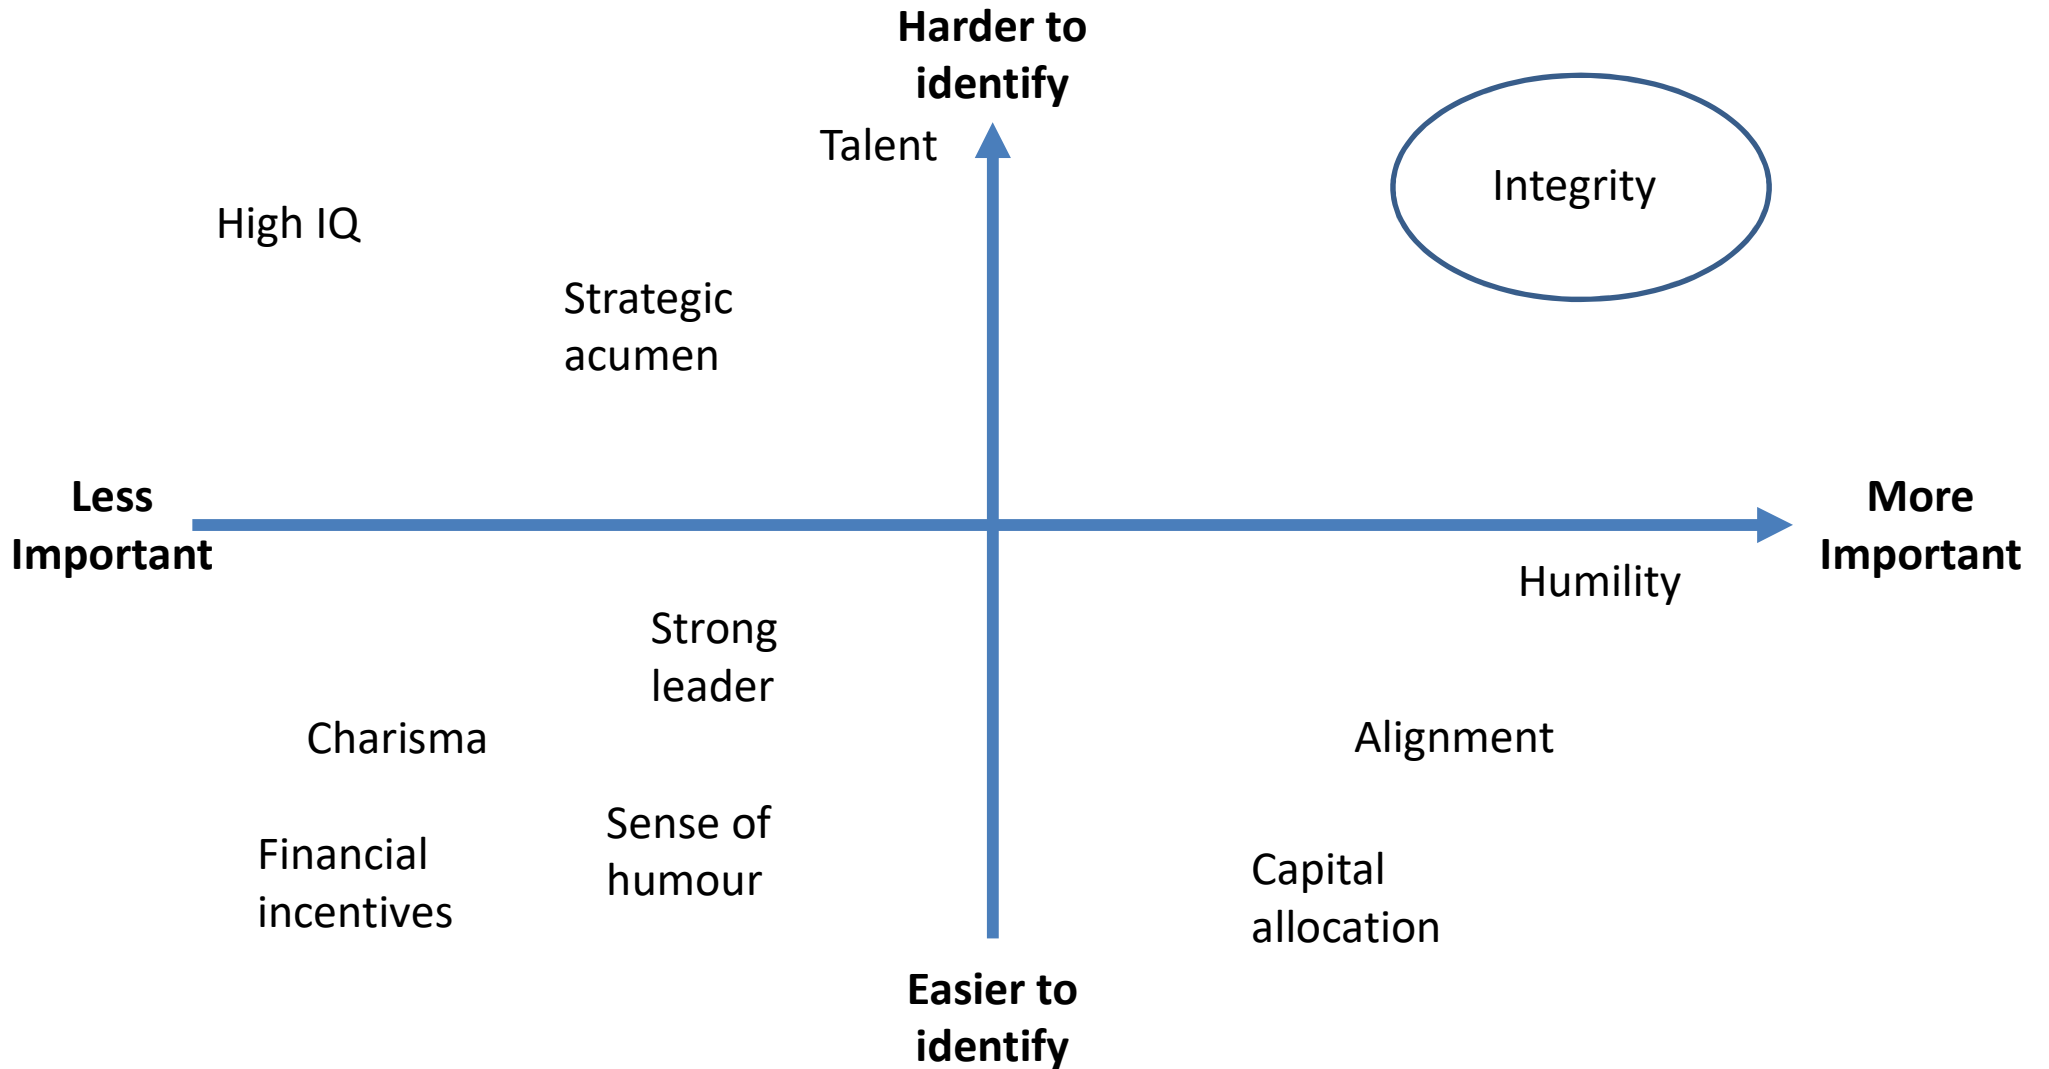 Harder to
identify
Talent
Integrity
High IQ
Strategic
acumen
Less
Important
More
Important
Humility
Strong
leader
Charisma
Alignment
Sense of
humour
Financial
incentives
Capital
allocation
Easier to
identify